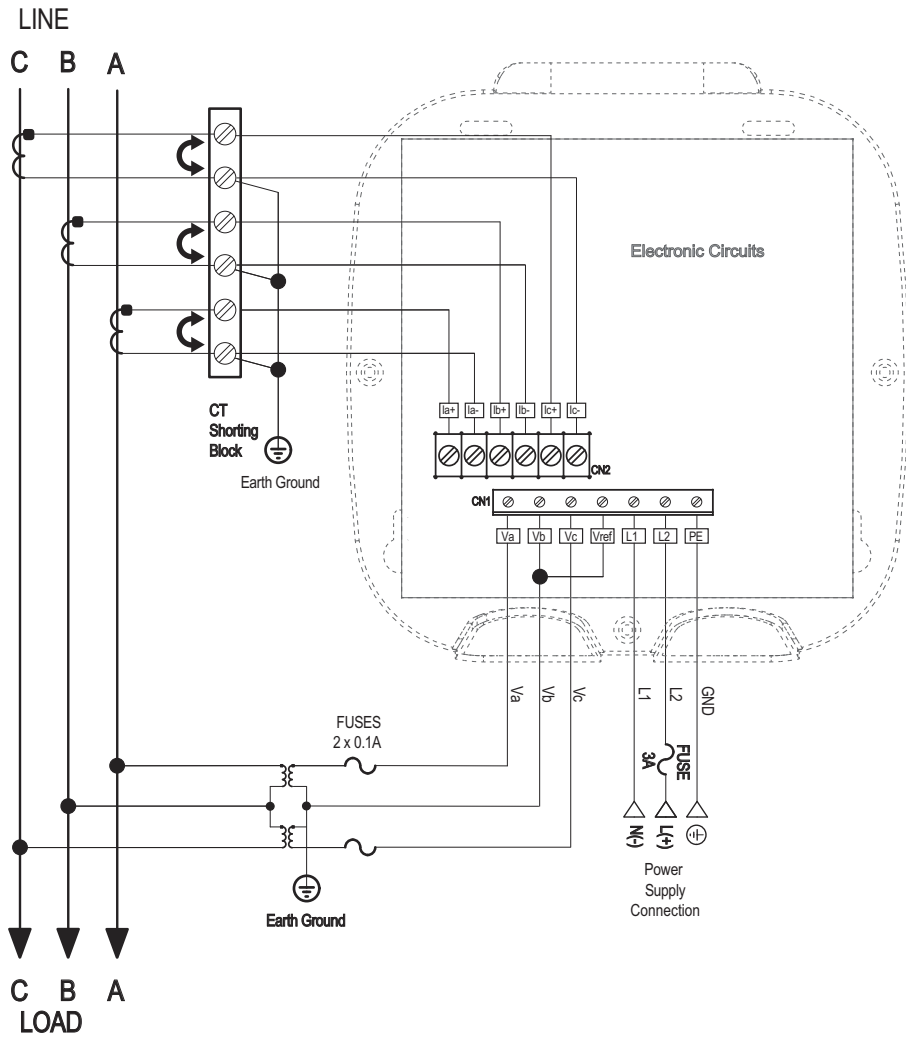 LINE
C B A
Electronic Circuits
CT
Shorting
Block
Earth Ground
Ia+ Ia- Ib+ Ib- Ic+ Ic-
CN2
CN1
Va Vb Vc Vref L1 L2 PE
Va Vb Vc L1 L2 GND
FUSES
2 x 0.1A
FUSE
3A
N(-) L(+)
Power
Supply
Connection
Earth Ground
C B A
LOAD